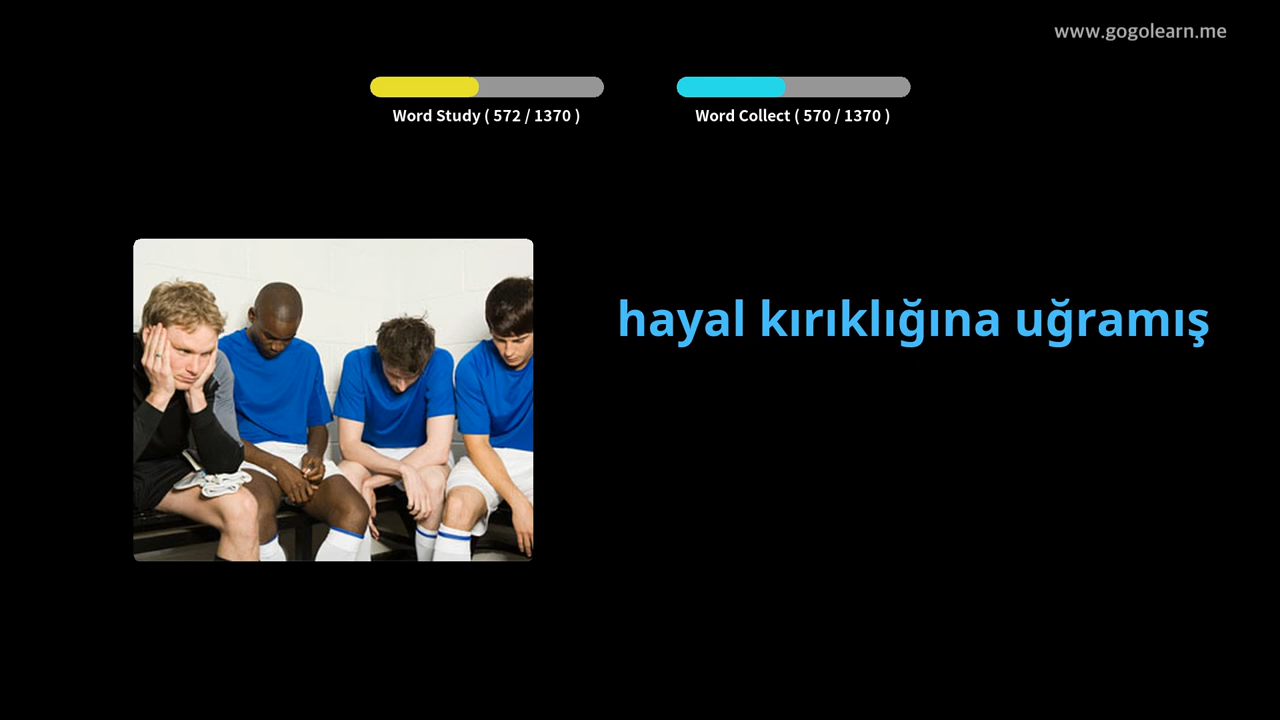 www.gogolearn.me
Word Study ( 572 / 1370 )
Word Collect ( 570 / 1370 )
hayal kırıklığına uğramış